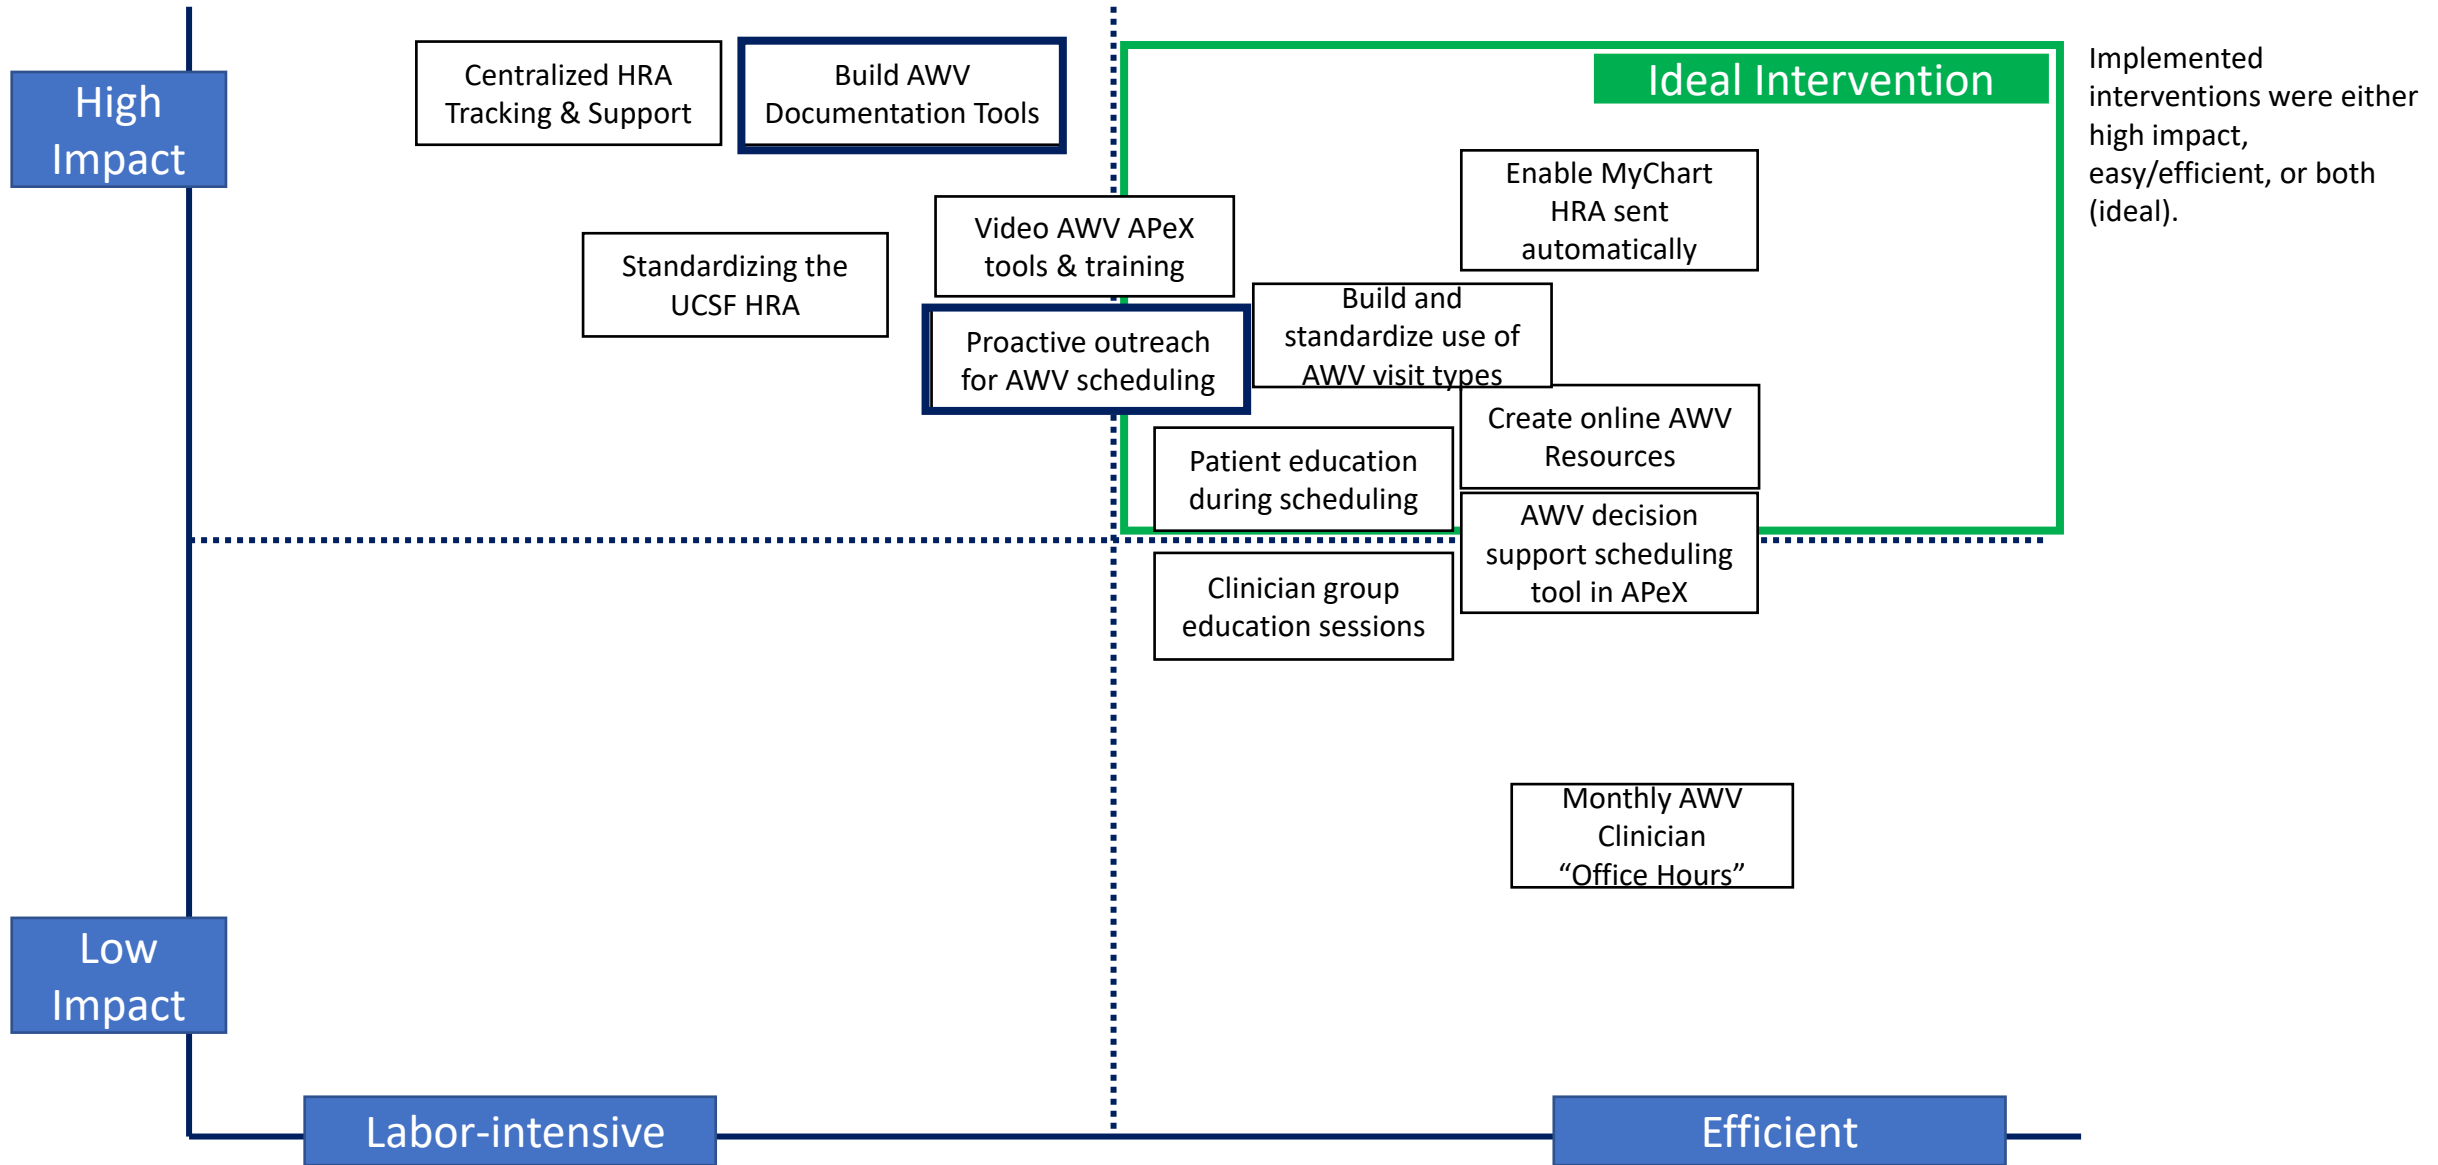 High
Impact
Centralized HRA
Tracking & Support
Build AWV
Documentation Tools
Ideal Intervention
Implemented
interventions were either
high impact,
easy/efficient, or both
(ideal).
Enable MyChart
HRA sent
automatically
Video AWV APeX
tools & training
Standardizing the
UCSF HRA
Build and
standardize use of
AWV visit types
Proactive outreach
for AWV scheduling
Create online AWV
Resources
Patient education
during scheduling
AWV decision
support scheduling
tool in APeX
Clinician group
education sessions
Monthly AWV
Clinician
“Office Hours”
Low
Impact
Labor-intensive
Efficient